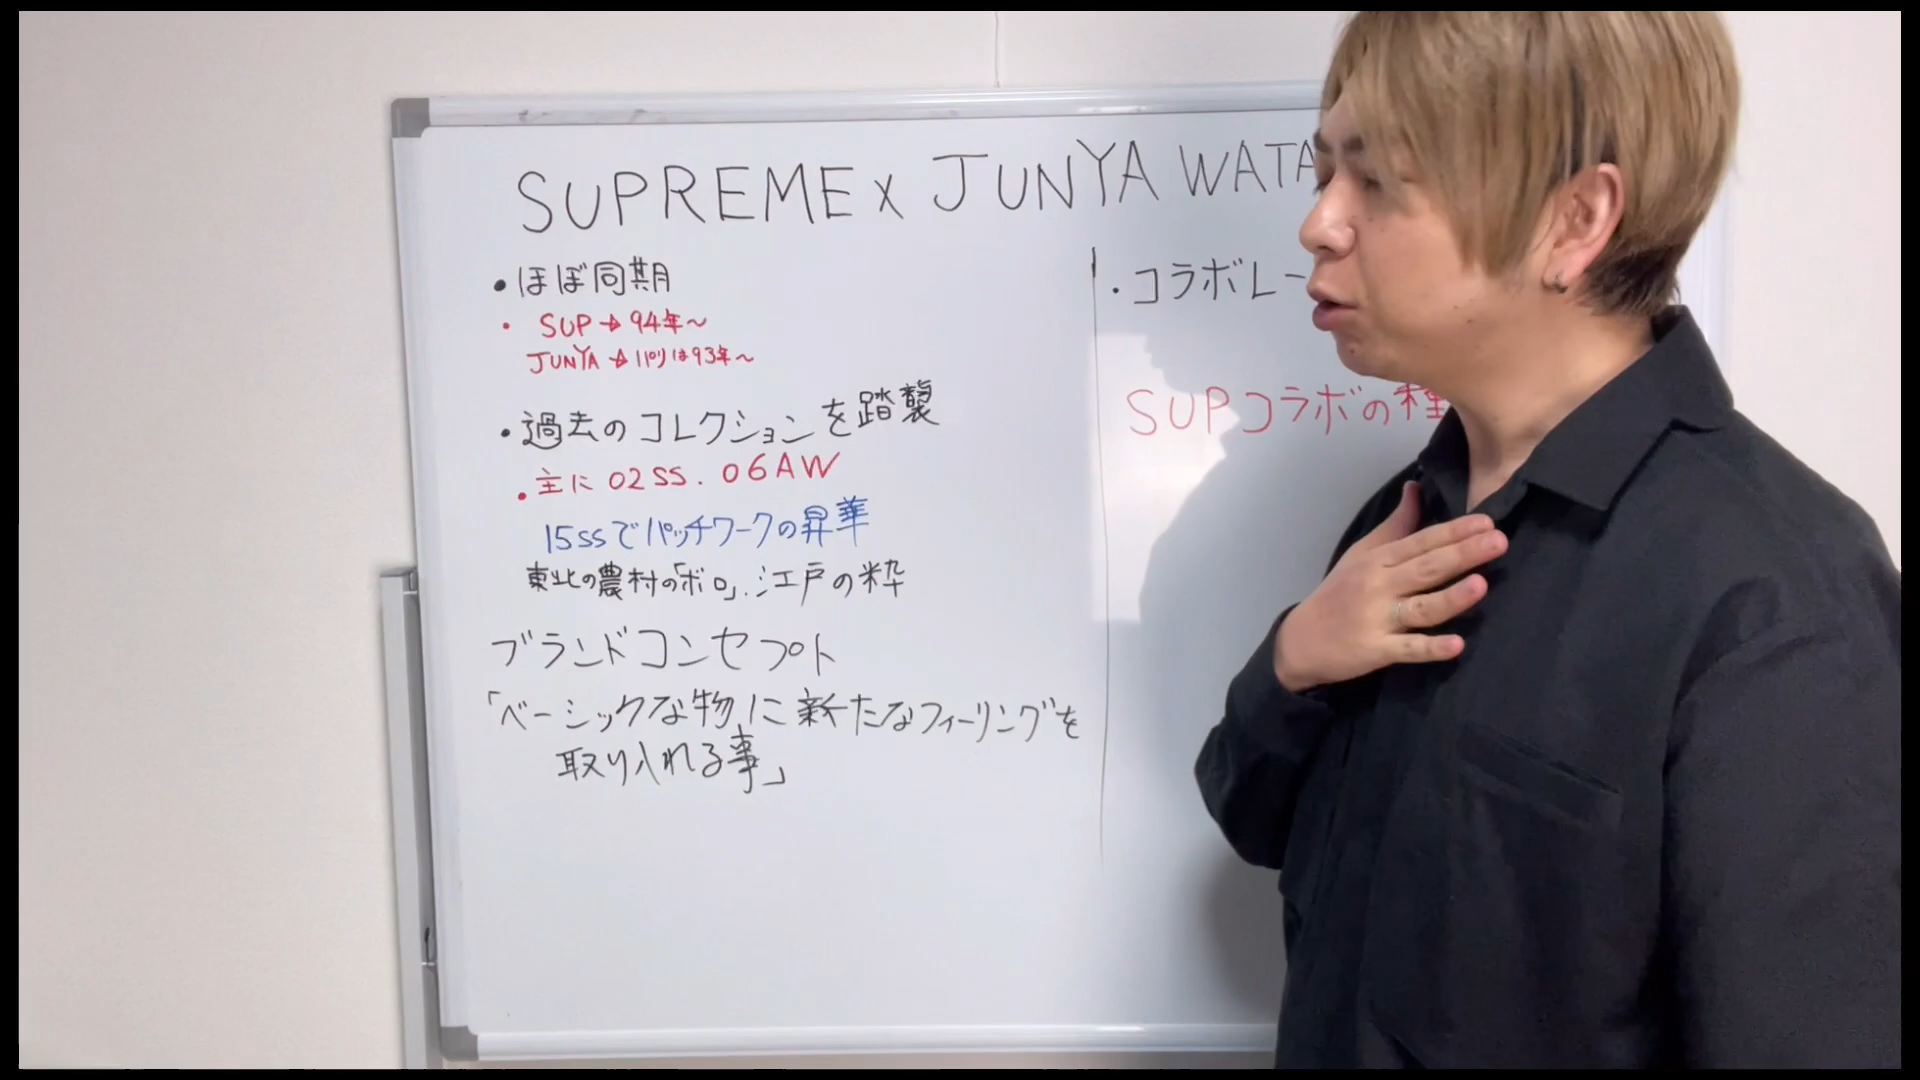 SUPREME x JUNYA WATA
・ほぼ同期
・SUP→94年～
JUNYA→パリは93年～
・過去のコレクションを踏襲
・主に02SS.06AW
15SSでパッチワークの昇華
東北の農村の「ボロ」.江戸の粋
ブランドコンセプト
「ベーシックな物に新たなフィーリングを
取り入れる事」
・コラボレー
SUPコラボの種